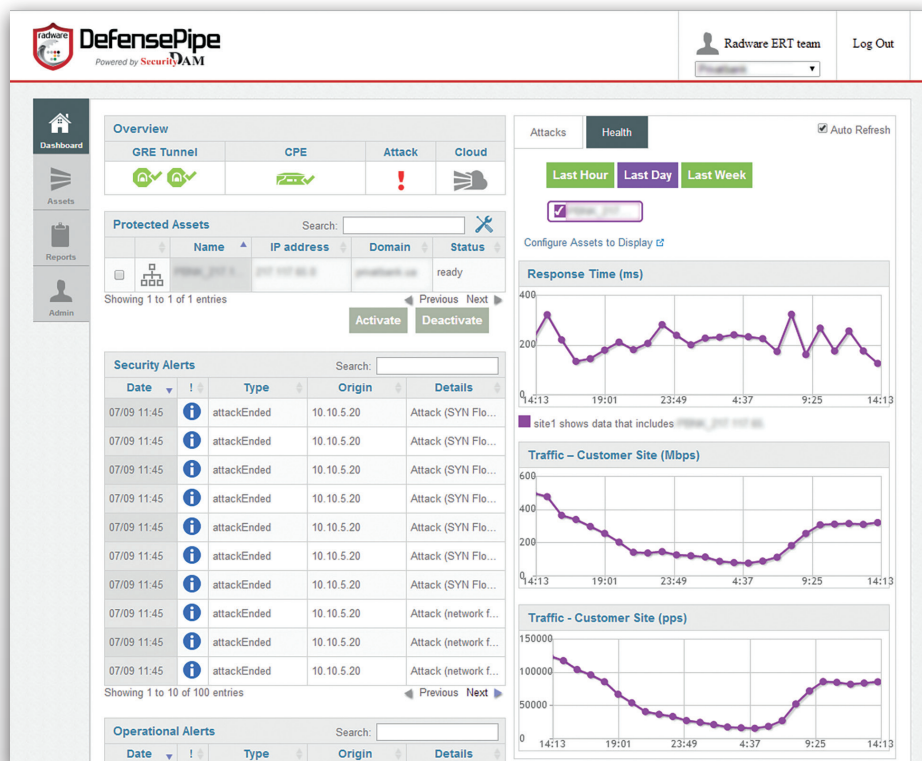 radware
DefensePipe
Powered by SecurityDAM
Radware ERT team
Log Out
Dashboard
Assets
Reports
Admin
Overview
GRE Tunnel CPE Attack Cloud
Protected Assets Search:
Name IP address Domain Status
ready
Showing 1 to 1 of 1 entries Previous Next
Activate Deactivate
Security Alerts Search:
Date ! Type Origin Details
07/09 11:45 attackEnded 10.10.5.20 Attack (SYN Flo...
07/09 11:45 attackEnded 10.10.5.20 Attack (SYN Flo...
07/09 11:45 attackEnded 10.10.5.20 Attack (SYN Flo...
07/09 11:45 attackEnded 10.10.5.20 Attack (SYN Flo...
07/09 11:45 attackEnded 10.10.5.20 Attack (SYN Flo...
07/09 11:45 attackEnded 10.10.5.20 Attack (SYN Flo...
07/09 11:45 attackEnded 10.10.5.20 Attack (SYN Flo...
07/09 11:45 attackEnded 10.10.5.20 Attack (network f...
07/09 11:45 attackEnded 10.10.5.20 Attack (network f...
07/09 11:45 attackEnded 10.10.5.20 Attack (network f...
Showing 1 to 10 of 100 entries Previous Next
Operational Alerts Search:
Date ! Type Origin Details
Attacks Health Auto Refresh
Last Hour Last Day Last Week
Configure Assets to Display
Response Time (ms)
400
200
0
14:13 19:01 23:49 4:37 9:25 14:13
site1 shows data that includes
Traffic – Customer Site (Mbps)
600
400
200
0
14:13 19:01 23:49 4:37 9:25 14:13
Traffic - Customer Site (pps)
150000
100000
50000
0
14:13 19:01 23:49 4:37 9:25 14:13